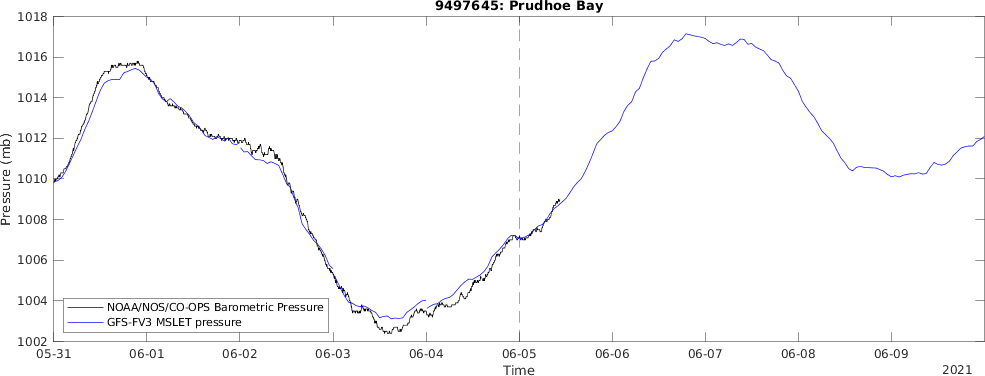 9497645: Prudhoe Bay
1018
1016
1014
1012
1010
1008
1006
1004
1002
Pressure (mb)
NOAA/NOS/CO-OPS Barometric Pressure
GFS-FV3 MSLET pressure
05-31 06-01 06-02 06-03 06-04 06-05 06-06 06-07 06-08 06-09
Time
2021